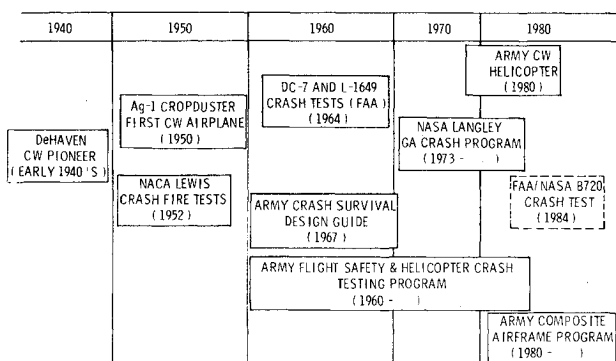 1940 1950 1960 1970 1980
ARMY CW
HELICOPTER
(1980)
DC-7 AND L-1649
CRASH TESTS (FAA)
(1964)
Ag-1 CROPDUSTER
FIRST CW AIRPLANE
(1950)
NASA LANGLEY
GA CRASH PROGRAM
(1973 - )
DeHAVEN
CW PIONEER
(EARLY 1940'S)
NACA LEWIS
CRASH FIRE TESTS
(1952)
FAA/NASA B720
CRASH TEST
(1984)
ARMY CRASH SURVIVAL
DESIGN GUIDE
(1967)
ARMY FLIGHT SAFETY & HELICOPTER CRASH
TESTING PROGRAM
(1960 - )
ARMY COMPOSITE
AIRFRAME PROGRAM
(1980 - )